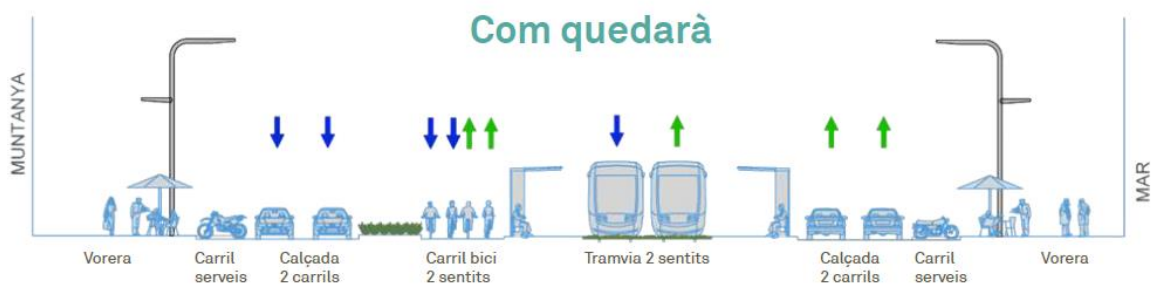 Com quedarà
MUNTANYA
MAR
Vorera
Carril
serveis
Calçada
2 carrils
Carril bici
2 sentits
Tramvia 2 sentits
Calçada
2 carrils
Carril
serveis
Vorera